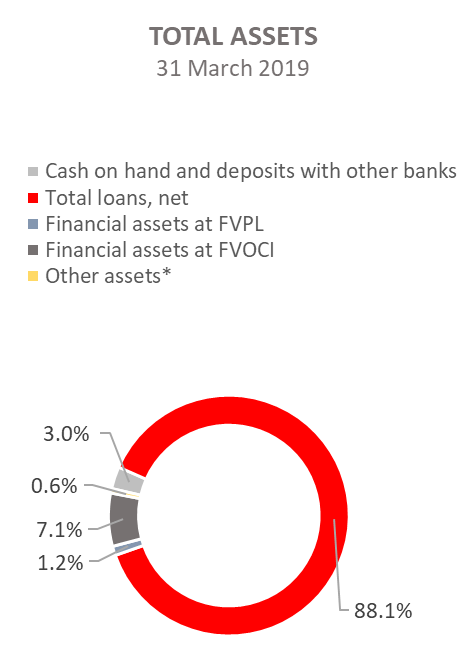 TOTAL ASSETS
31 March 2019
Cash on hand and deposits with other banks
Total loans, net
Financial assets at FVPL
Financial assets at FVOCI
Other assets*
3.0%
0.6%
7.1%
1.2%
88.1%